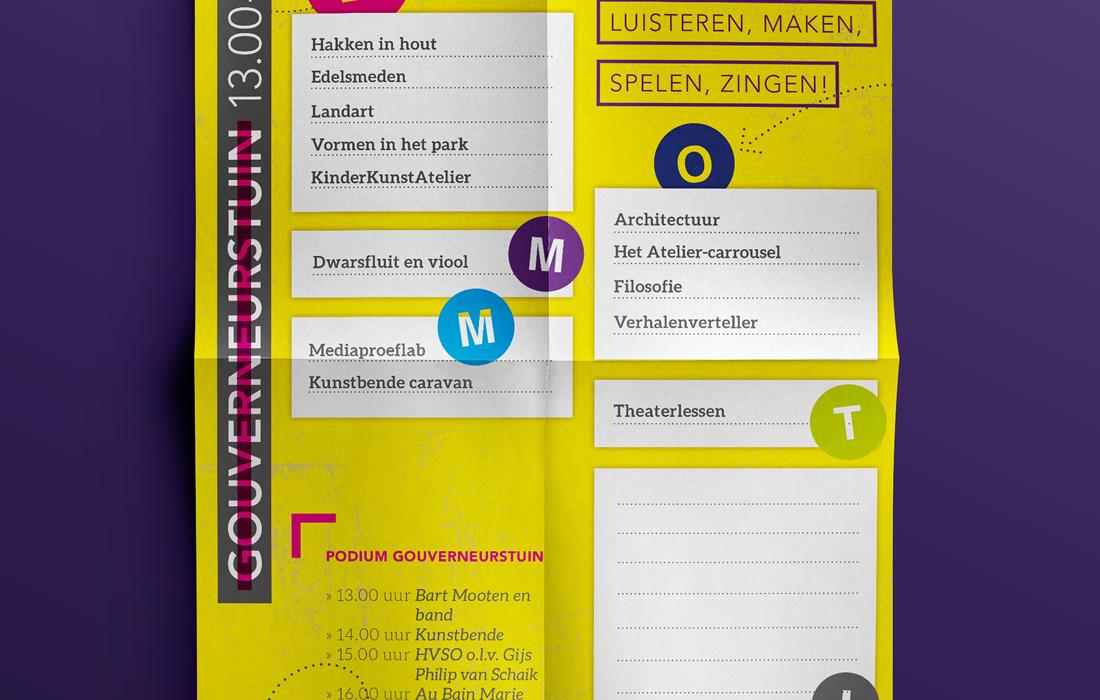 GOUVERNEURSTUIN 13.00
Hakken in hout
Edelsmeden
Landart
Vormen in het park
KinderKunstAtelier
Dwarsfluit en viool
M
M
Mediaproeflab
Kunstbende caravan
PODIUM GOUVERNEURSTUIN
» 13.00 uur Bart Mooten en
band
» 14.00 uur Kunstbende
» 15.00 uur HVSO o.l.v. Gijs
Philip van Schaik
» 16.00 uur Au Bain Marie
LUISTEREN, MAKEN,
SPELEN, ZINGEN!
O
Architectuur
Het Atelier-carrousel
Filosofie
Verhalenverteller
Theaterlessen
T